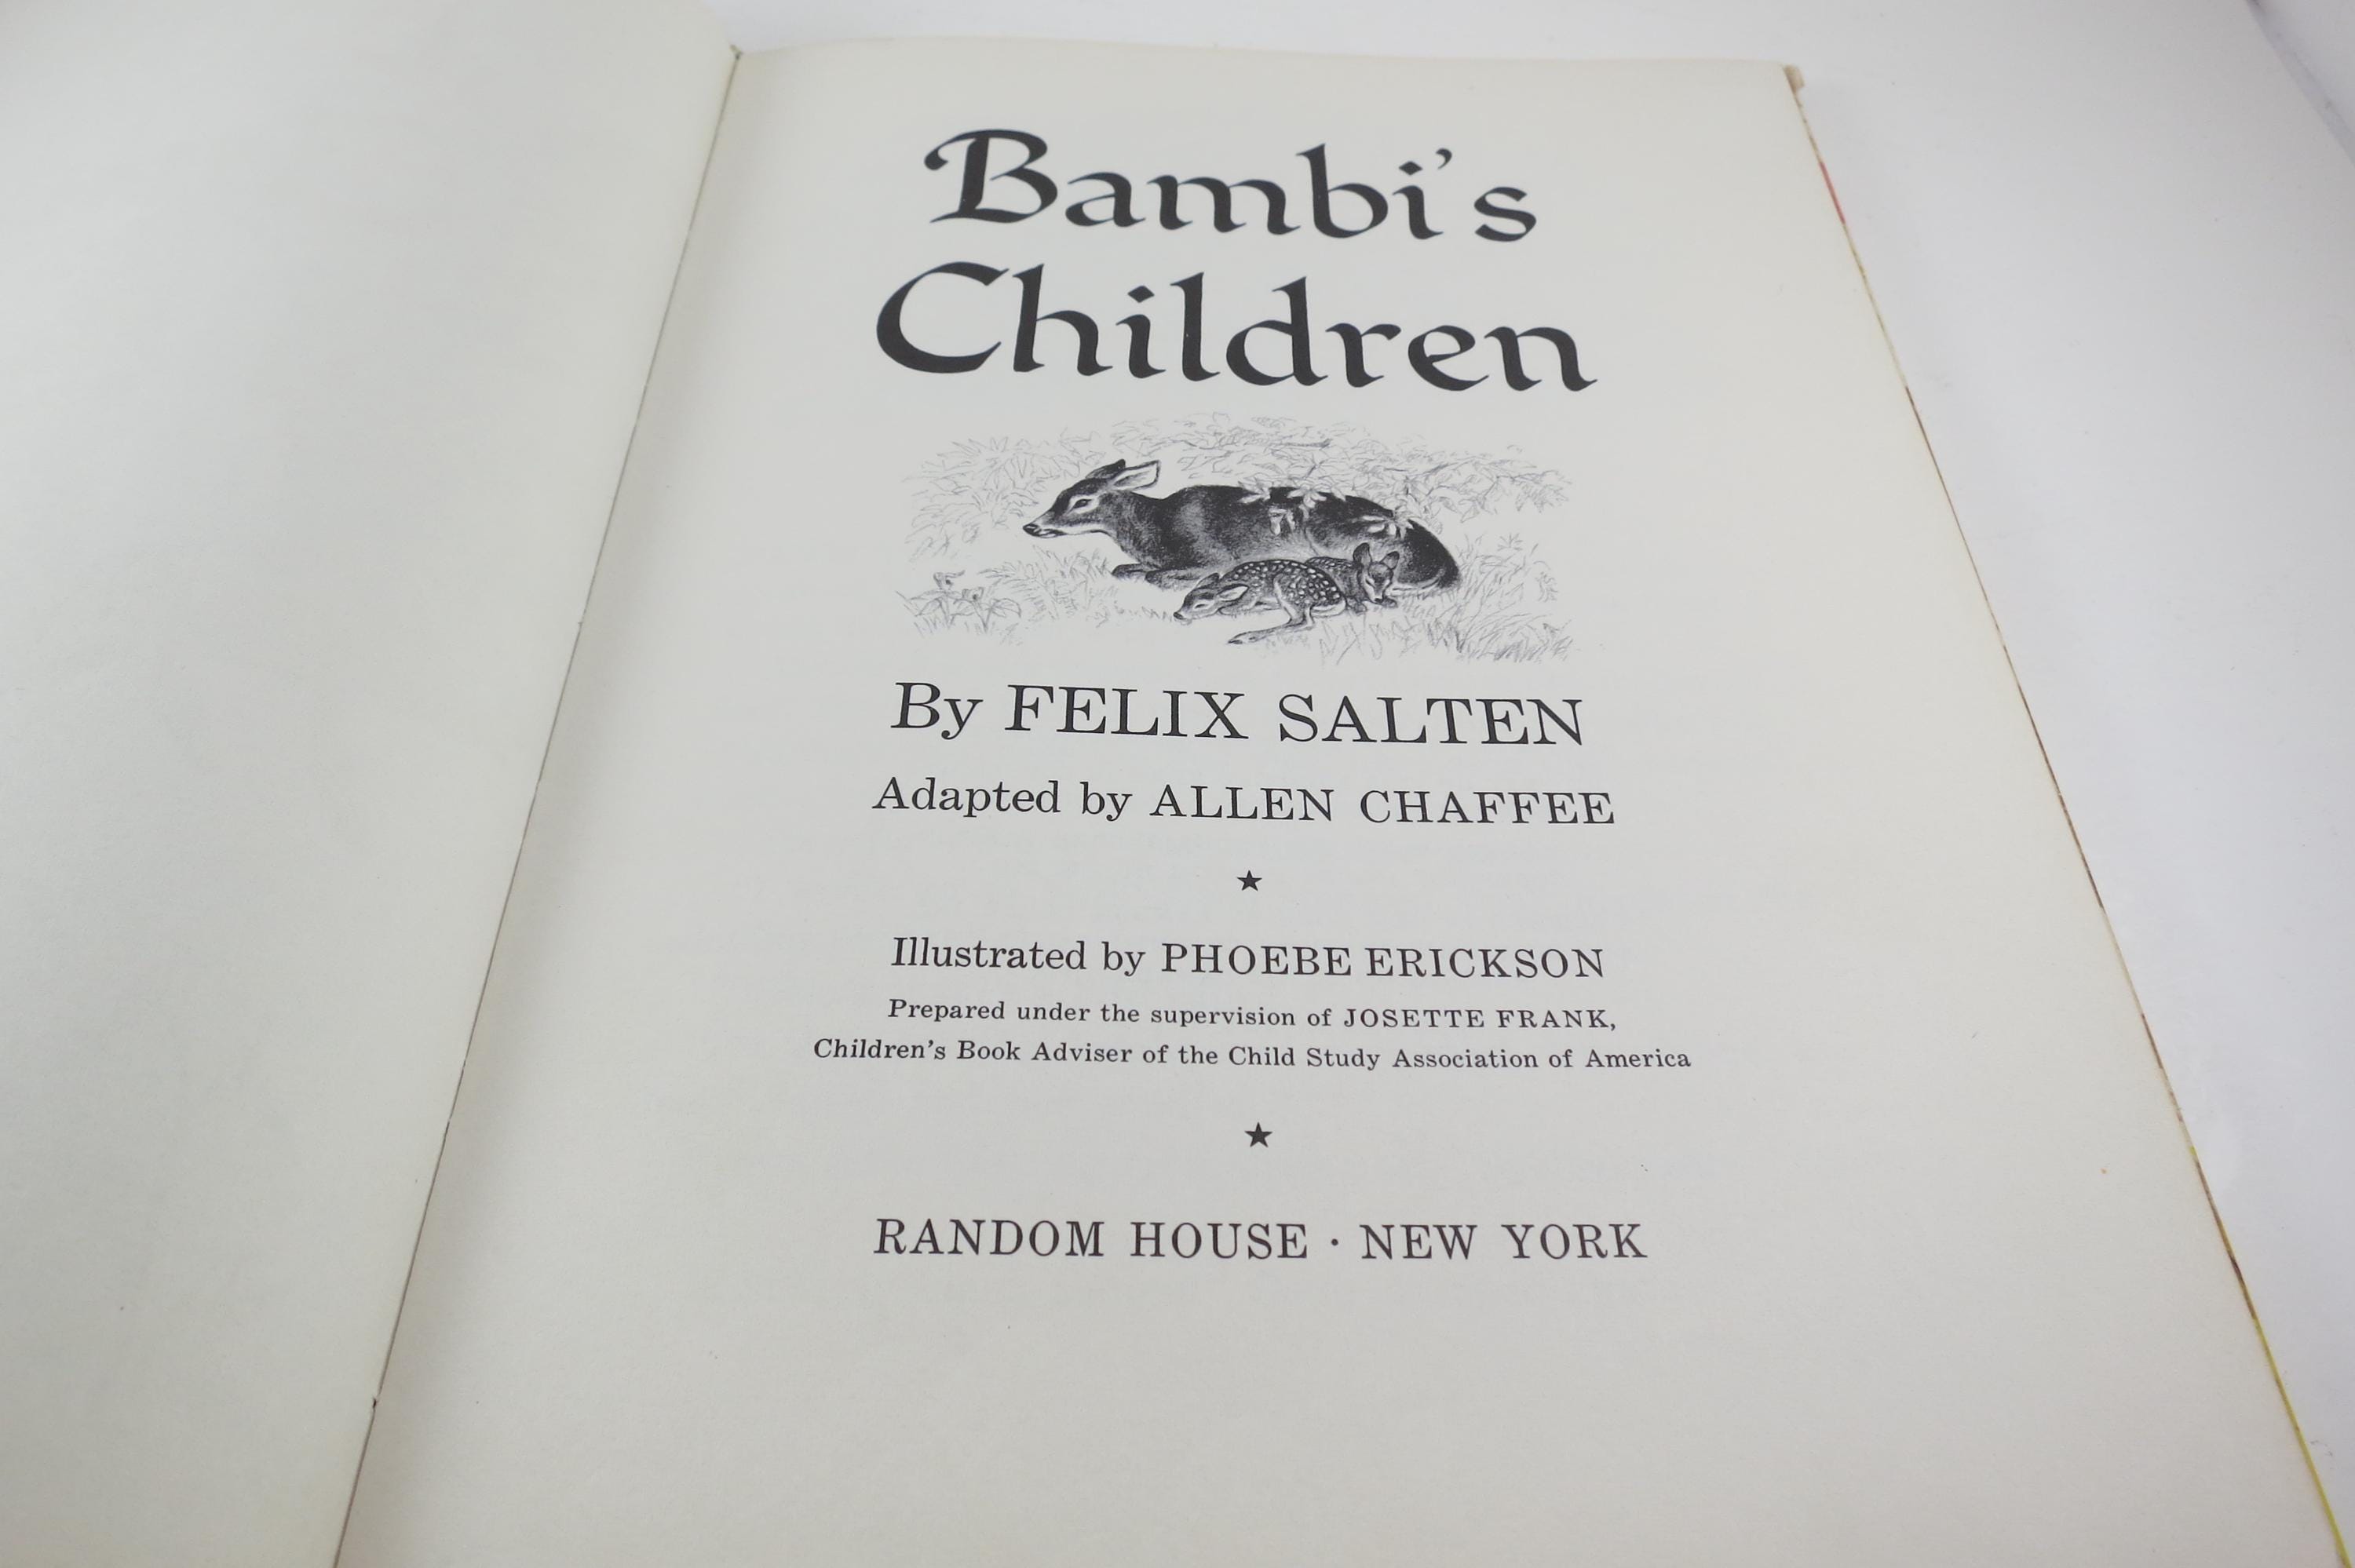 Bambi's
Children
By FELIX SALTEN
Adapted by ALLEN CHAFFEE
★
Illustrated by PHOEBE ERICKSON
Prepared under the supervision of JOSETTE FRANK,
Children's Book Adviser of the Child Study Association of America
★
RANDOM HOUSE · NEW YORK